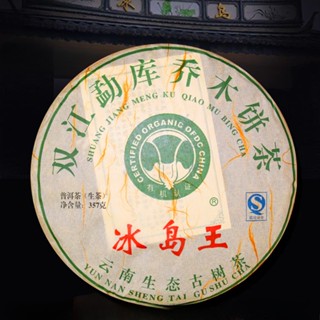 双江勐库乔木饼茶
SHUANG JIANG MENG KU QIAO MU BING CHA
CERTIFIED ORGANIC OFDC CHINA
有机认证
®
普洱茶（生茶）
净含量：357克
冰岛王
云南生态古树茶
YUN NAN SHENG TAI GU SHU CHA